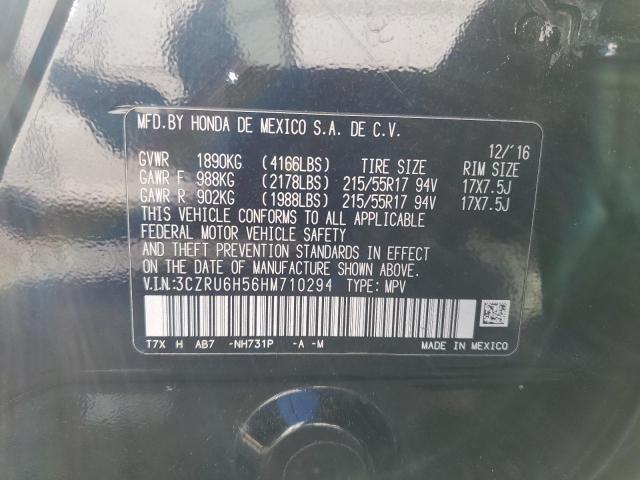 MFD.BY HONDA DE MEXICO S.A. DE C.V.
12/'16
GVWR 1890KG (4166LBS) TIRE SIZE RIM SIZE
GAWR F 988KG (2178LBS) 215/55R17 94V 17X7.5J
GAWR R 902KG (1988LBS) 215/55R17 94V 17X7.5J
THIS VEHICLE CONFORMS TO ALL APPLICABLE
FEDERAL MOTOR VEHICLE SAFETY
AND THEFT PREVENTION STANDARDS IN EFFECT
ON THE DATE OF MANUFACTURE SHOWN ABOVE.
V.I.N:3CZRU6H56HM710294 TYPE: MPV
T7X H AB7 -NH731P -A -M MADE IN MEXICO